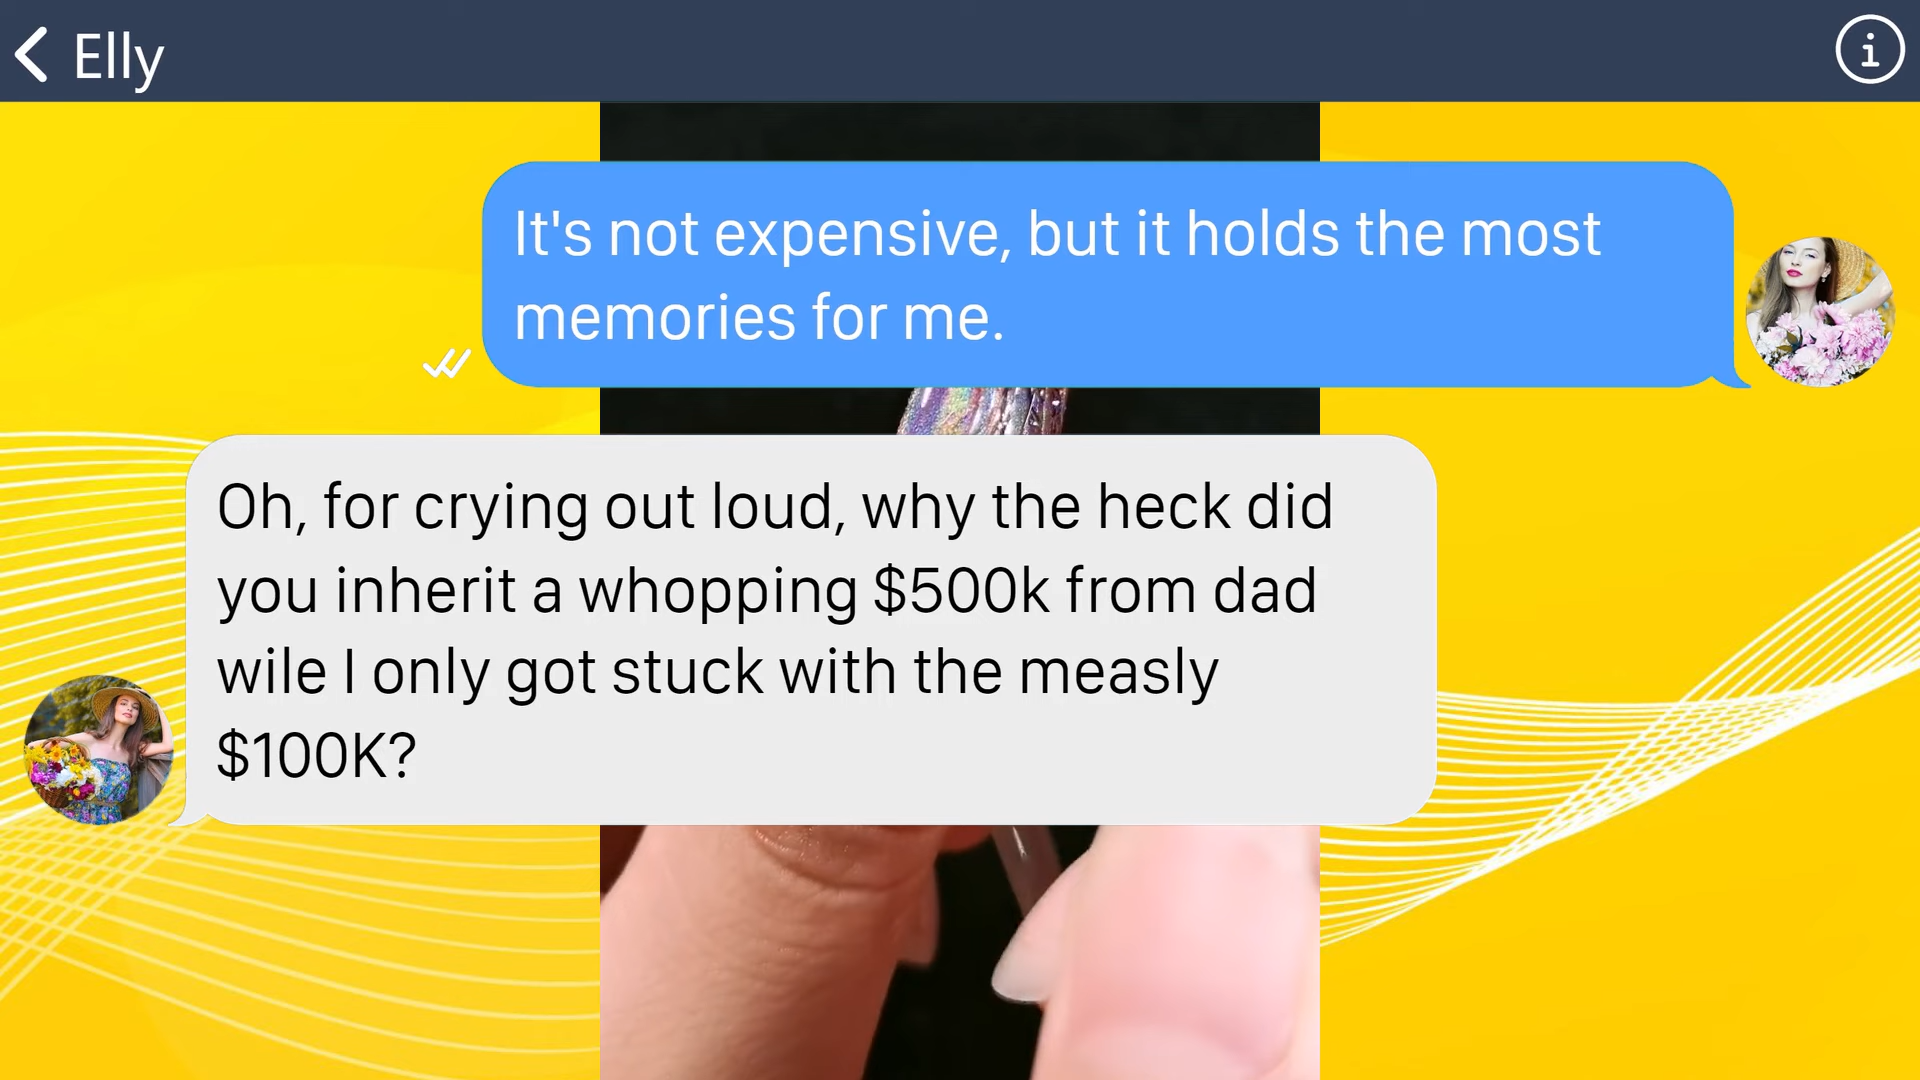 Elly
It's not expensive, but it holds the most
memories for me.
Oh, for crying out loud, why the heck did
you inherit a whopping $500k from dad
wile I only got stuck with the measly
$100K?